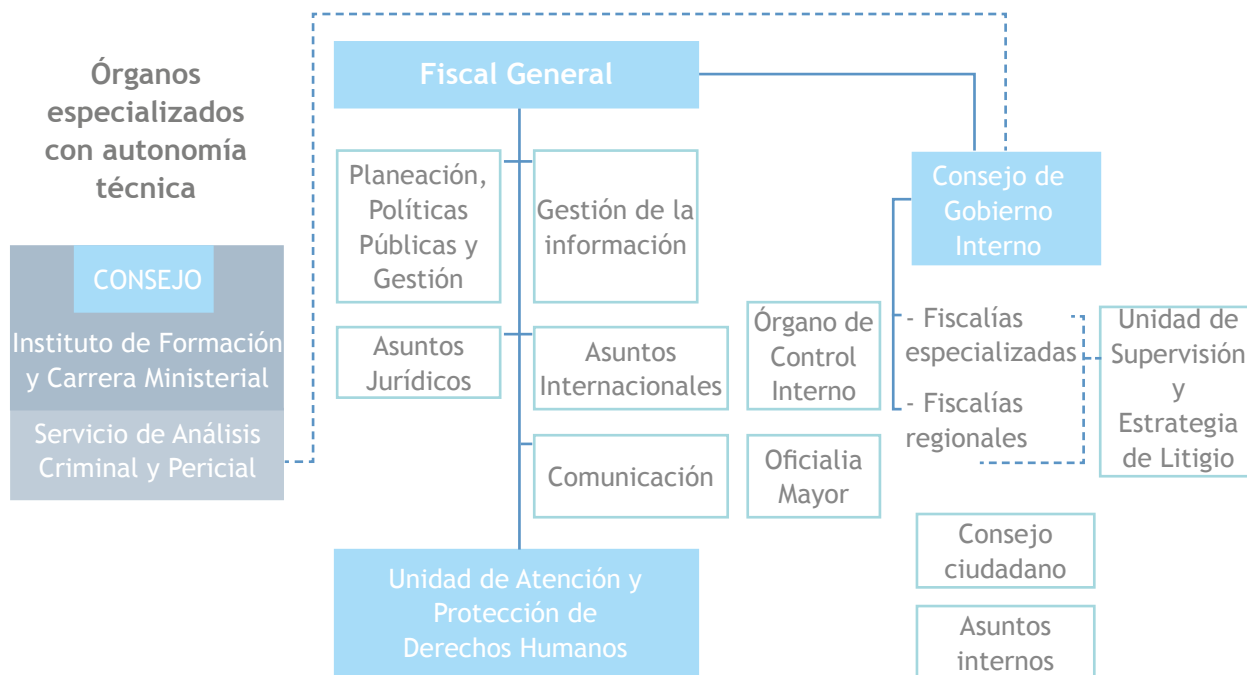 Órganos
especializados
con autonomía
técnica
CONSEJO
Instituto de Formación
y Carrera Ministerial
Servicio de Análisis
Criminal y Pericial
Fiscal General
Planeación,
Políticas
Públicas y
Gestión
Gestión de la
información
Asuntos
Jurídicos
Asuntos
Internacionales
Comunicación
Unidad de Atención y
Protección de
Derechos Humanos
Órgano de
Control
Interno
Oficialia
Mayor
Consejo de
Gobierno
Interno
- Fiscalías
especializadas
- Fiscalías
regionales
Unidad de
Supervisión
y
Estrategia
de Litigio
Consejo
ciudadano
Asuntos
internos